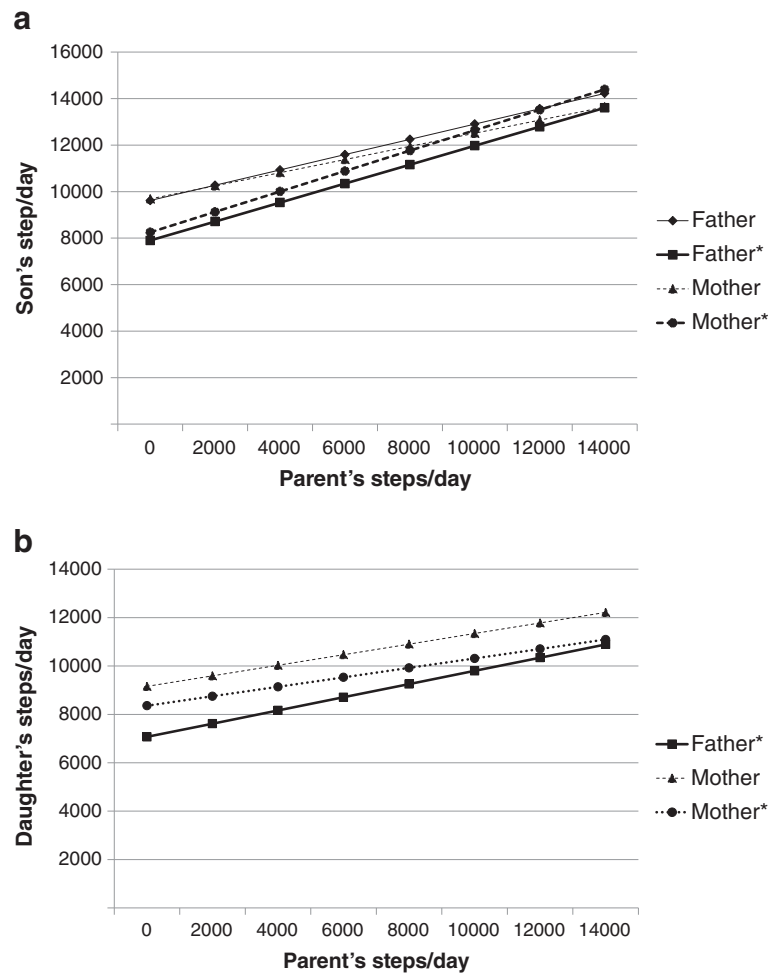 a
16000
14000
12000
10000
8000
6000
4000
2000
Son's step/day
0 2000 4000 6000 8000 10000 12000 14000
Parent's steps/day
Father
Father*
Mother
Mother*
b
14000
12000
10000
8000
6000
4000
2000
Daughter's steps/day
0 2000 4000 6000 8000 10000 12000 14000
Parent's steps/day
Father*
Mother
Mother*